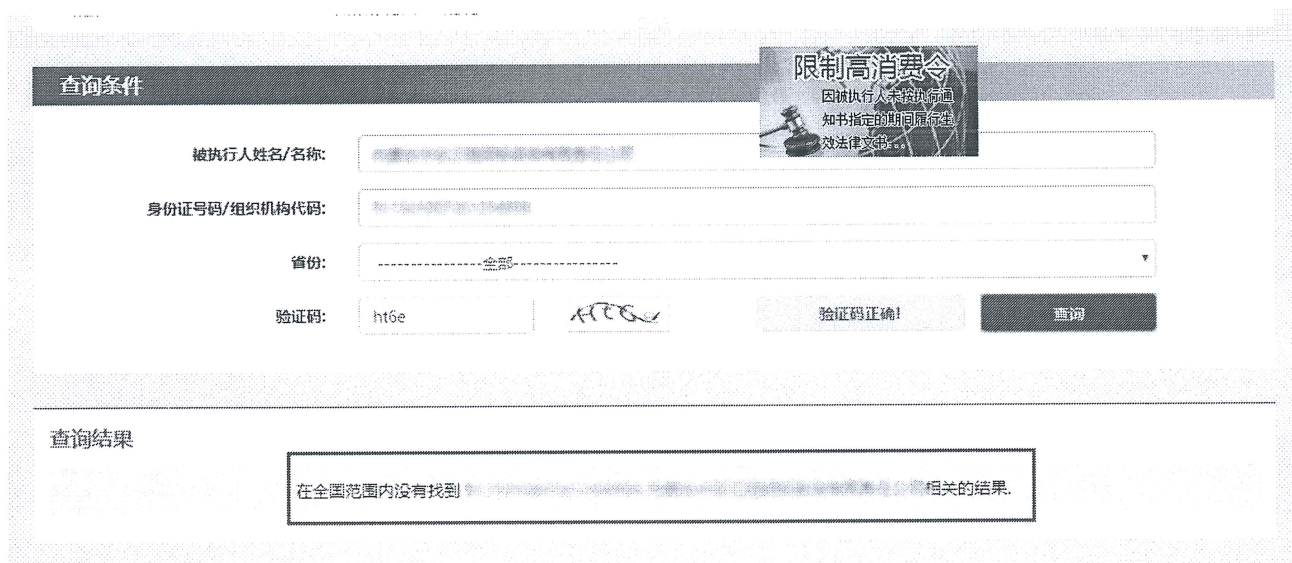 查询条件
限制高消费令
因被执行人未按执行通
知书指定的期间履行生
效法律文书...
被执行人姓名/名称:
身份证号码/组织机构代码:
省份: -----------------全部----------------
验证码: ht6e HT6e 验证码正确! 查询
查询结果
在全国范围内没有找到 相关的结果.